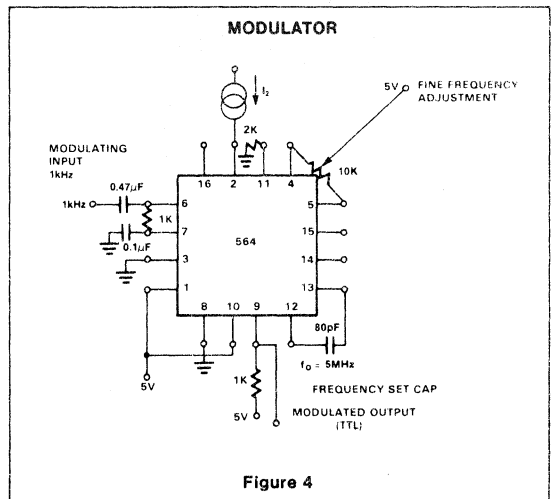 MODULATOR
I2
5V FINE FREQUENCY
ADJUSTMENT
2K
MODULATING
INPUT
1kHz
10K
16 2 11 4
0.47µF
1kHz
6
5
1K
7
564
15
0.1µF
3
14
1
13
8 10 9 12
80pF
fo = 5MHz
1K
FREQUENCY SET CAP
5V
5V
MODULATED OUTPUT
(TTL)
Figure 4